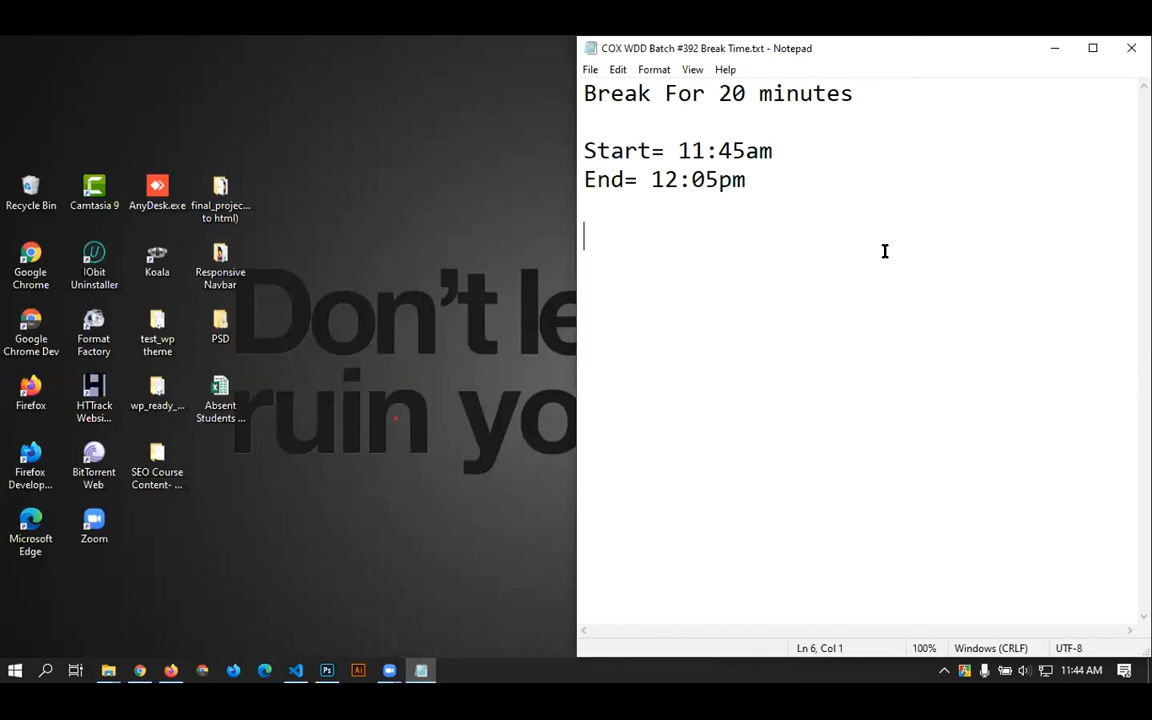 COX WDD Batch #392 Break Time.txt - Notepad
File Edit Format View Help
Break For 20 minutes
Start= 11:45am
End= 12:05pm
Recycle Bin
Camtasia 9
AnyDesk.exe
final_projec...
to html)
Google
Chrome
IObit
Uninstaller
Koala
Responsive
Navbar
Google
Chrome Dev
Format
Factory
test_wp
theme
PSD
Firefox
HTTrack
Websi...
wp_ready_...
Absent
Students ...
Firefox
Develop...
BitTorrent
Web
SEO Course
Content- ...
Microsoft
Edge
Zoom
Don't le
ruin yo
Ln 6, Col 1
100%
Windows (CRLF)
UTF-8
11:44 AM